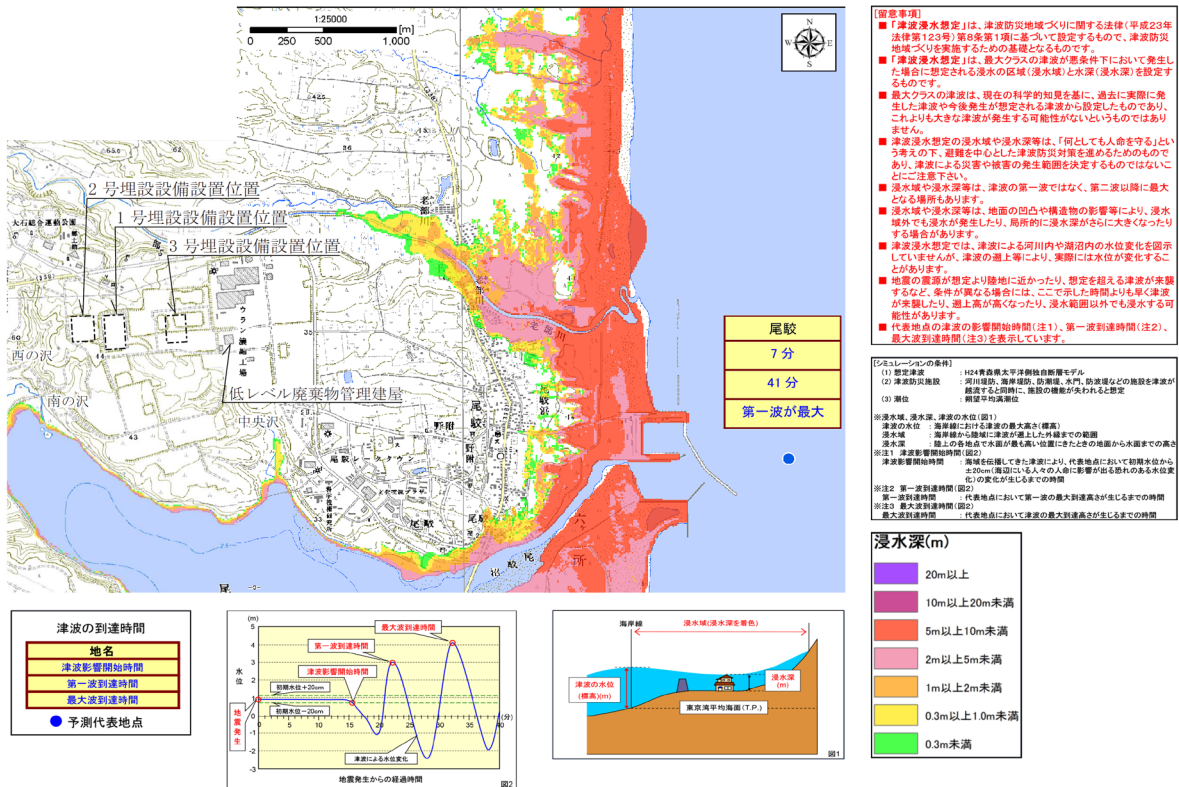 1:25000
0 250 500 1,000 [m]
N
W E
S
2号埋設設備設置位置
1号埋設設備設置位置
3号埋設設備設置位置
大石総合運動公園
ウラン濃縮工場
西の沢
南の沢
中央沢
低レベル廃棄物管理建屋
老部川
老部川
野附
野附
尾駮
尾駮レークタウン
尾駮
尾駮沼
六所
尾
尾駮
7 分
41 分
第一波が最大
[留意事項]
■ 「津波浸水想定」は、津波防災地域づくりに関する法律(平成23年
法律第123号)第8条第1項に基づいて設定するもので、津波防災
地域づくりを実施するための基礎となるものです。
■ 「津波浸水想定」は、最大クラスの津波が悪条件下において発生し
た場合に想定される浸水の区域(浸水域)と水深(浸水深)を設定す
るものです。
■ 最大クラスの津波は、現在の科学的知見を基に、過去に実際に発
生した津波や今後発生が想定される津波から設定したものであり、
これよりも大きな津波が発生する可能性がないというものではあり
ません。
■ 津波浸水想定の浸水域や浸水深等は、「何としても人命を守る」とい
う考えの下、避難を中心とした津波防災対策を進めるためのもので
あり、津波による災害や被害の発生範囲を決定するものではないこ
とにご注意下さい。
■ 浸水域や浸水深等は、津波の第一波ではなく、第二波以降に最大
となる場所もあります。
■ 浸水域や浸水深等は、地面の凹凸や構造物の影響等により、浸水
域外でも浸水が発生したり、局所的に浸水深がさらに大きくなったり
する場合があります。
■ 津波浸水想定では、津波による河川内や湖沼内の水位変化を図示
していませんが、津波の遡上等により、実際には水位が変化するこ
とがあります。
■ 地震の震源が想定より陸地に近かったり、想定を超える津波が来襲
するなど、条件が異なる場合には、ここで示した時間よりも早く津波
が来襲したり、遡上高が高くなったり、浸水範囲以外でも浸水する可
能性があります。
■ 代表地点の津波の影響開始時間(注1)、第一波到達時間(注2)、
最大波到達時間(注3)を表示しています。
[シミュレーションの条件]
(1) 想定津波 : H24青森県太平洋側独自断層モデル
(2) 津波防災施設 : 河川堤防、海岸堤防、防潮堤、水門、防波堤などの施設を津波が
越流すると同時に、施設の機能が失われると想定
(3) 潮位 : 朔望平均満潮位
※浸水域、浸水深、津波の水位(図1)
津波の水位 : 海岸線における津波の最大高さ(標高)
浸水域 : 海岸線から陸域に津波が遡上した外縁までの範囲
浸水深 : 陸上の各地点で水面が最も高い位置にきたときの地面から水面までの高さ
※注1 津波影響開始時間(図2)
津波影響開始時間 : 海域を伝播してきた津波により、代表地点において初期水位から
±20cm(海辺にいる人々の人命に影響が出る恐れのある水位変
化)の変化が生じるまでの時間
※注2 第一波到達時間(図2)
第一波到達時間 : 代表地点において第一波の最大到達高さが生じるまでの時間
※注3 最大波到達時間(図2)
最大波到達時間 : 代表地点において津波の最大到達高さが生じるまでの時間
浸水深(m)
20m以上
10m以上20m未満
5m以上10m未満
2m以上5m未満
1m以上2m未満
0.3m以上1.0m未満
0.3m未満
津波の到達時間
地名
津波影響開始時間
第一波到達時間
最大波到達時間
予測代表地点
(m)
5
4
3
2
1
0
-1
-2
-3
水位
最大波到達時間
第一波到達時間
津波影響開始時間
初期水位+20cm
初期水位-20cm
地震発生
0 5 10 15 20 25 30 35 40 (分)
津波による水位変化
地震発生からの経過時間
図2
海岸線
浸水域(浸水深を着色)
津波の水位
(標高)(m)
浸水深
(m)
東京湾平均海面(T.P.)
図1